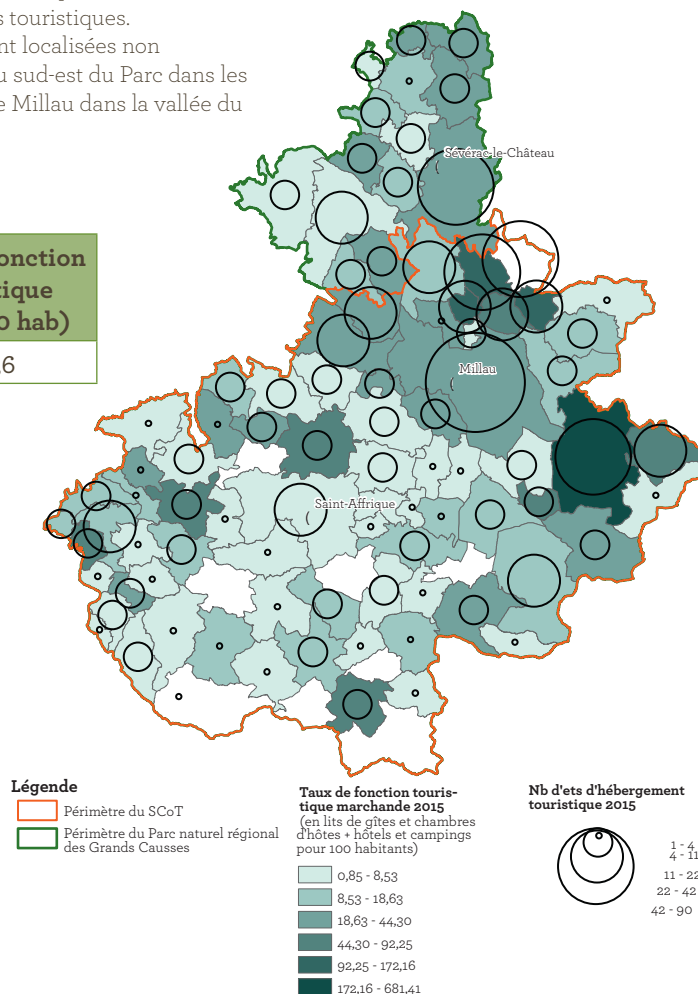 s touristiques.
nt localisées non
u sud-est du Parc dans les
e Millau dans la vallée du
onction
tique
0 hab)
,6
Sévérac-le-Château
Millau
Saint-Affrique
Légende
Périmètre du SCoT
Périmètre du Parc naturel régional
des Grands Causses
Taux de fonction touris-
tique marchande 2015
(en lits de gîtes et chambres
d'hôtes + hôtels et campings
pour 100 habitants)
0,85 - 8,53
8,53 - 18,63
18,63 - 44,30
44,30 - 92,25
92,25 - 172,16
172,16 - 681,41
Nb d'ets d'hébergement
touristique 2015
1 - 4
4 - 11
11 - 22
22 - 42
42 - 90